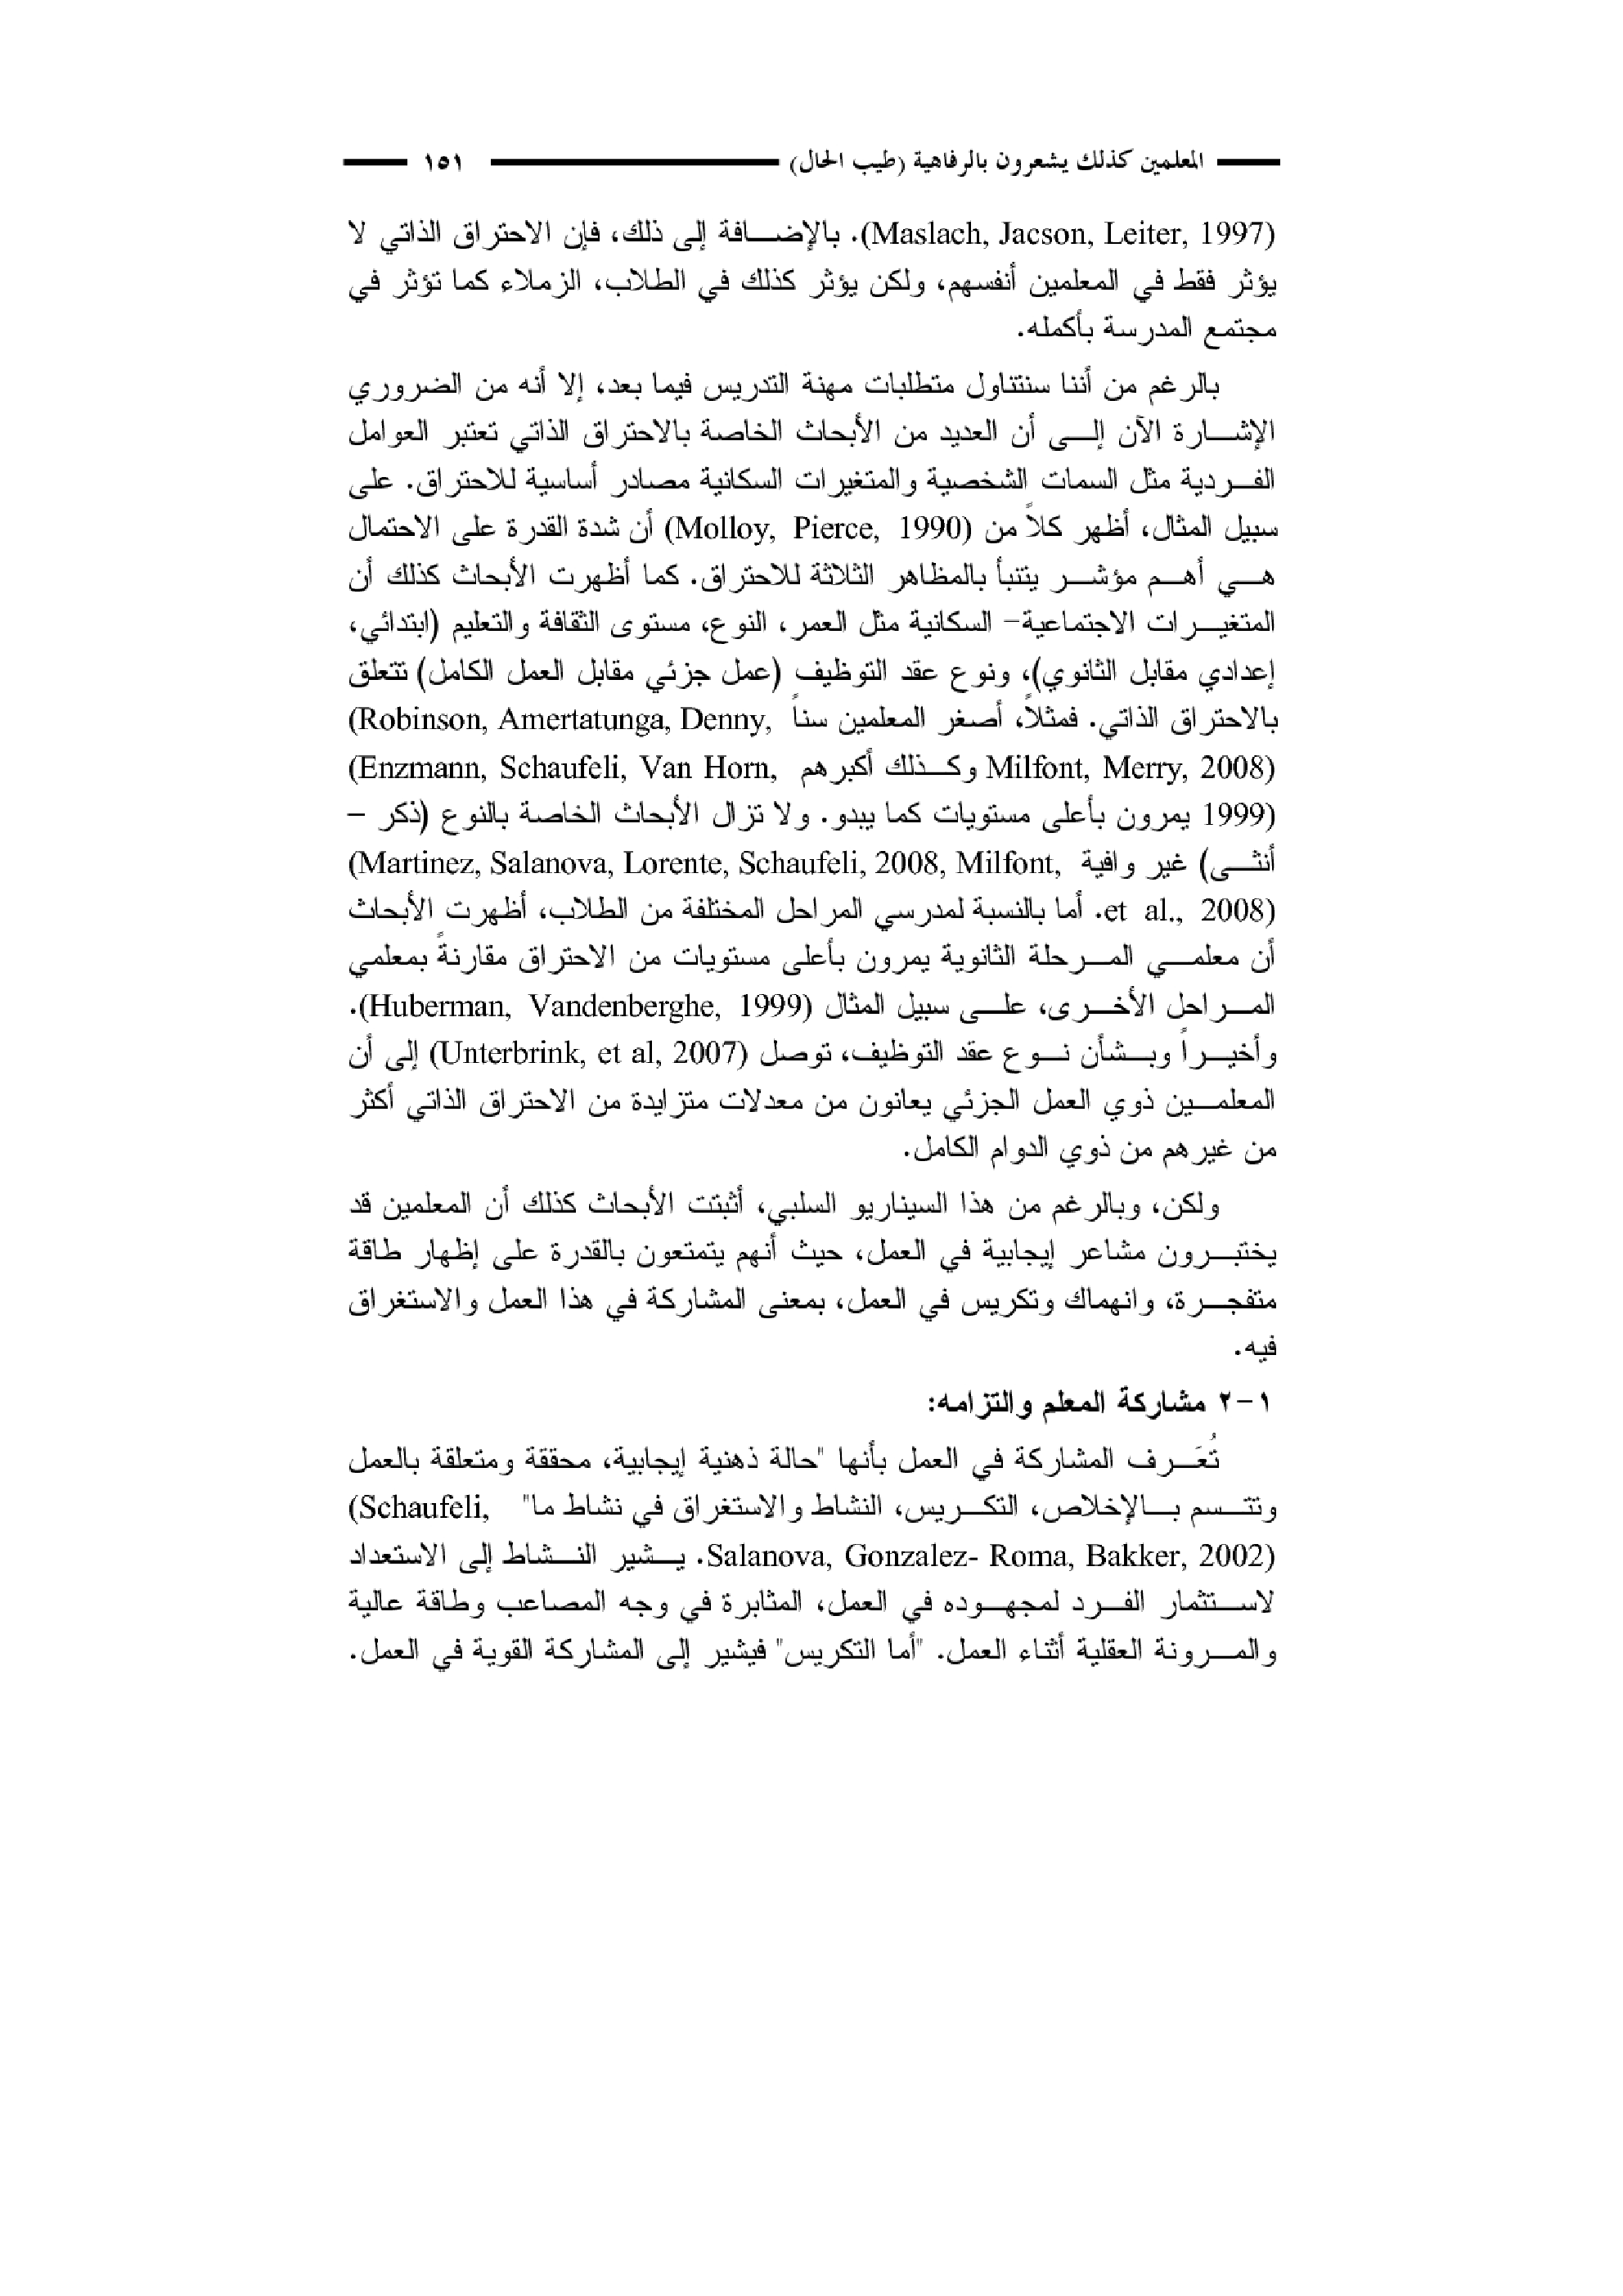 المعلمين كذلك يشعرون بالرفاهية (طيب الحال) ١٥١
(Maslach, Jacson, Leiter, 1997). بالإضافة إلى ذلك، فإن الاحتراق الذاتي لا
يؤثر فقط في المعلمين أنفسهم، ولكن يؤثر كذلك في الطلاب، الزملاء كما تؤثر في
مجتمع المدرسة بأكمله.
بالرغم من أننا سنتناول متطلبات مهنة التدريس فيما بعد، إلا أنه من الضروري
الإشارة الآن إلى أن العديد من الأبحاث الخاصة بالاحتراق الذاتي تعتبر العوامل
الفردية مثل السمات الشخصية والمتغيرات السكانية مصادر أساسية للاحتراق. على
سبيل المثال، أظهر كلاً من (Molloy, Pierce, 1990) أن شدة القدرة على الاحتمال
هي أهم مؤشر يتنبأ بالمظاهر الثلاثة للاحتراق. كما أظهرت الأبحاث كذلك أن
المتغيرات الاجتماعية- السكانية مثل العمر، النوع، مستوى الثقافة والتعليم (ابتدائي،
إعدادي مقابل الثانوي)، ونوع عقد التوظيف (عمل جزئي مقابل العمل الكامل) تتعلق
بالاحتراق الذاتي. فمثلاً، أصغر المعلمين سناً (Robinson, Amertatunga, Denny,
Milfont, Merry, 2008) وكذلك أكبرهم (Enzmann, Schaufeli, Van Horn,
1999) يمرون بأعلى مستويات كما يبدو. ولا تزال الأبحاث الخاصة بالنوع (ذكر –
أنثى) غير وافية (Martinez, Salanova, Lorente, Schaufeli, 2008, Milfont,
et al., 2008). أما بالنسبة لمدرسي المراحل المختلفة من الطلاب، أظهرت الأبحاث
أن معلمي المرحلة الثانوية يمرون بأعلى مستويات من الاحتراق مقارنةً بمعلمي
المراحل الأخرى، على سبيل المثال (Huberman, Vandenberghe, 1999).
وأخيراً وبشأن نوع عقد التوظيف، توصل (Unterbrink, et al, 2007) إلى أن
المعلمين ذوي العمل الجزئي يعانون من معدلات متزايدة من الاحتراق الذاتي أكثر
من غيرهم من ذوي الدوام الكامل.
ولكن، وبالرغم من هذا السيناريو السلبي، أثبتت الأبحاث كذلك أن المعلمين قد
يختبرون مشاعر إيجابية في العمل، حيث أنهم يتمتعون بالقدرة على إظهار طاقة
متفجرة، وانهماك وتكريس في العمل، بمعنى المشاركة في هذا العمل والاستغراق
فيه.
١-٢ مشاركة المعلم والتزامه:
تُعَرف المشاركة في العمل بأنها "حالة ذهنية إيجابية، محققة ومتعلقة بالعمل
وتتسم بالإخلاص، التكريس، النشاط والاستغراق في نشاط ما" (Schaufeli,
Salanova, Gonzalez- Roma, Bakker, 2002). يشير النشاط إلى الاستعداد
لاستثمار الفرد لمجهوده في العمل، المثابرة في وجه المصاعب وطاقة عالية
والمرونة العقلية أثناء العمل. "أما التكريس" فيشير إلى المشاركة القوية في العمل.